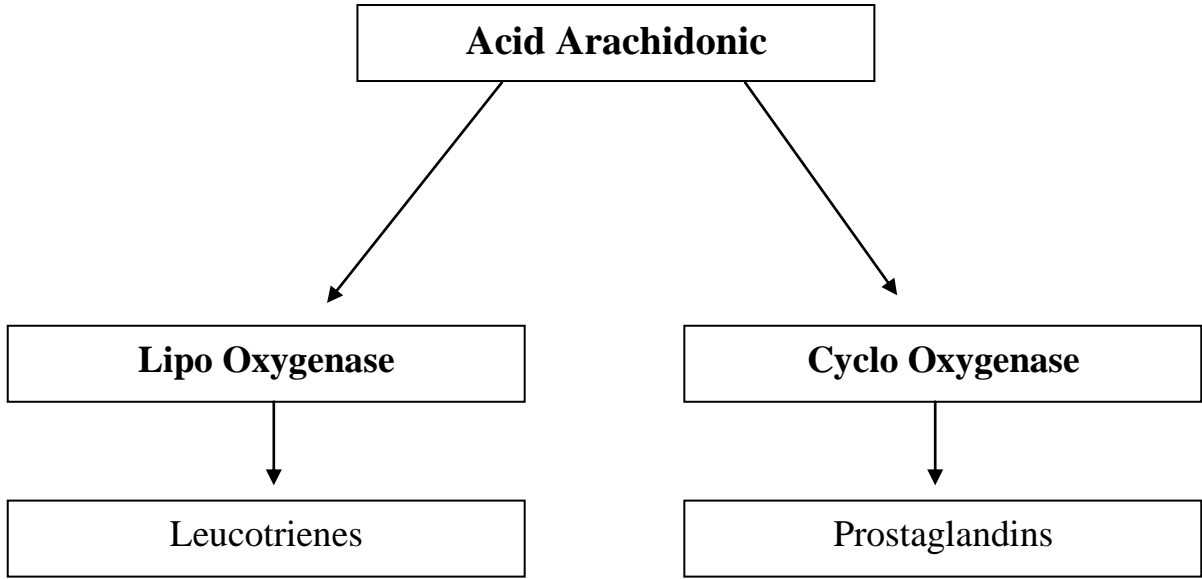 Acid Arachidonic
Lipo Oxygenase
Cyclo Oxygenase
Leucotrienes
Prostaglandins